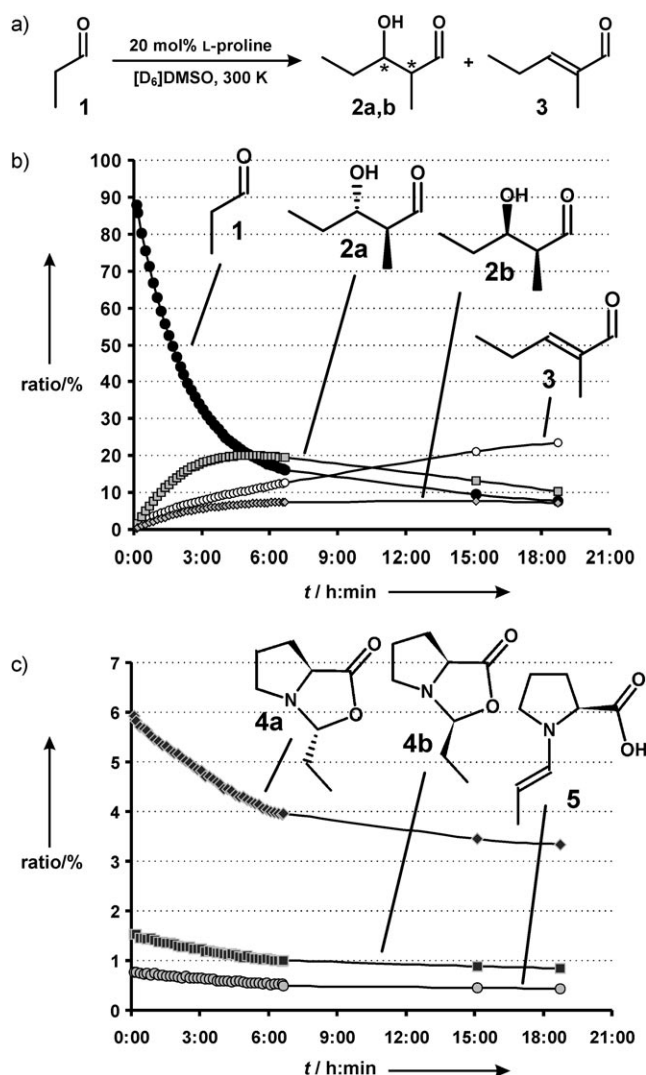 a)
O
1
20 mol% L-proline
[D6]DMSO, 300 K
OH O
* *
2a,b
+
O
3
b)
100
90
80
70
60
50
40
30
20
10
0
ratio/%
O
1
OH O
2a
OH O
2b
O
3
0:00 3:00 6:00 9:00 12:00 15:00 18:00 21:00
t / h:min
c)
7
6
5
4
3
2
1
0
ratio/%
O
N
O
4a
O
N
O
4b
O
N
OH
5
0:00 3:00 6:00 9:00 12:00 15:00 18:00 21:00
t / h:min